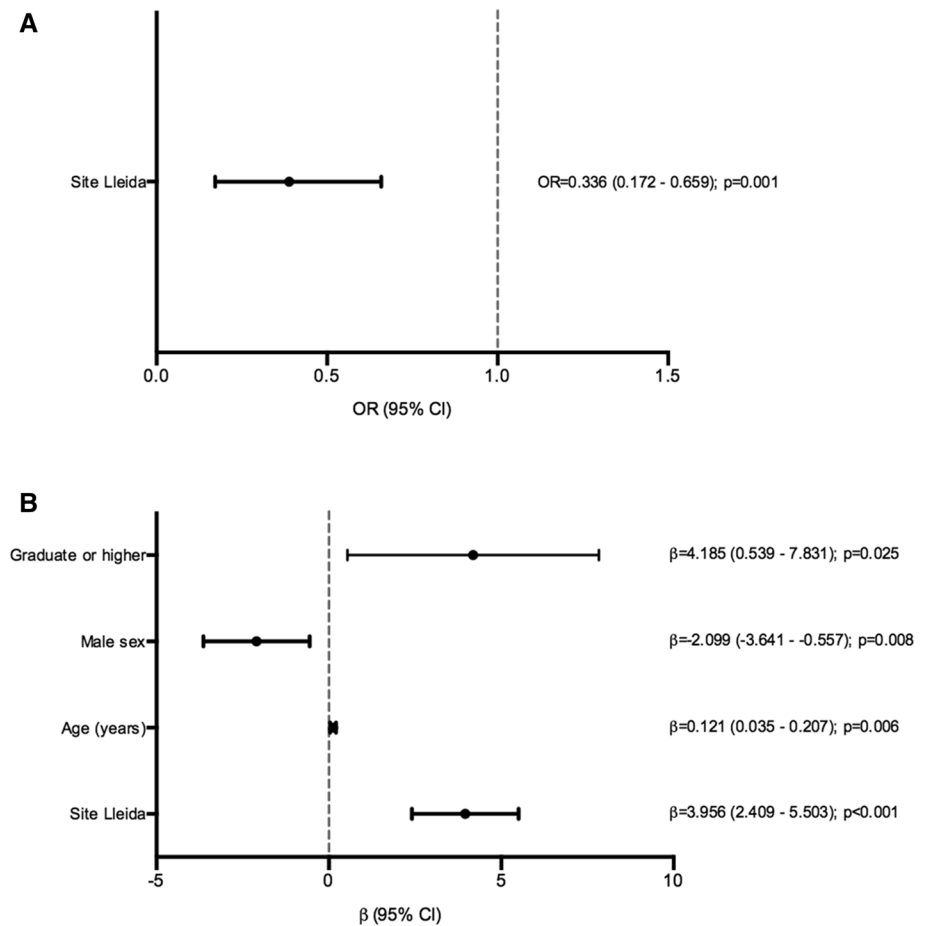 A
Site Lleida
OR=0.336 (0.172 - 0.659); p=0.001
0.0 0.5 1.0 1.5
OR (95% CI)
B
Graduate or higher
β=4.185 (0.539 - 7.831); p=0.025
Male sex
β=-2.099 (-3.641 - -0.557); p=0.008
Age (years)
β=0.121 (0.035 - 0.207); p=0.006
Site Lleida
β=3.956 (2.409 - 5.503); p<0.001
-5 0 5 10
β (95% CI)